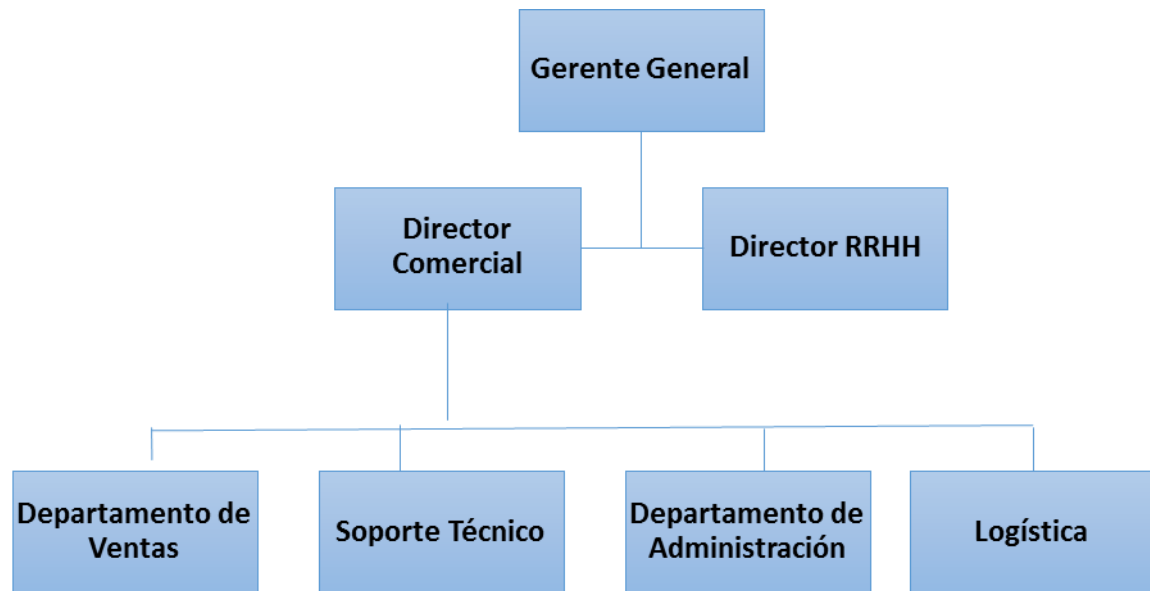 Gerente General
Director
Comercial
Director RRHH
Departamento de
Ventas
Soporte Técnico
Departamento de
Administración
Logística